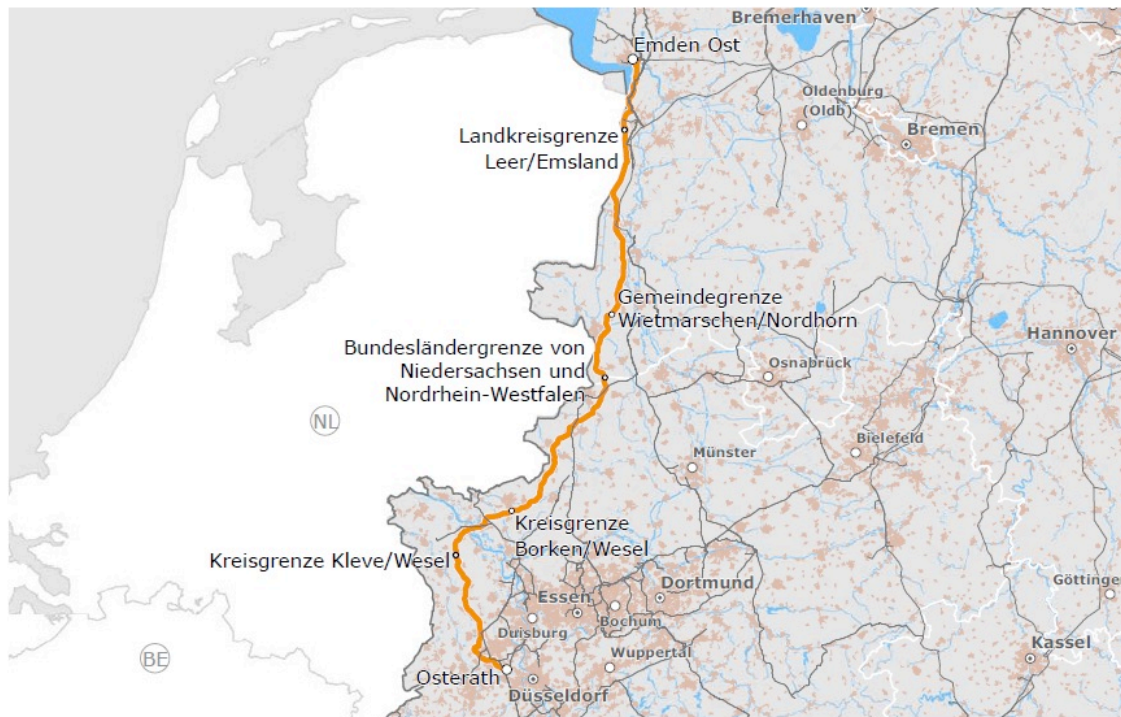 Bremerhaven
Emden Ost
Oldenburg
(Oldb)
Bremen
Landkreisgrenze
Leer/Emsland
Gemeindegrenze
Wietmarschen/Nordhorn
Hannover
Bundesländergrenze von
Niedersachsen und
Nordrhein-Westfalen
Osnabrück
NL
Bielefeld
Münster
Kreisgrenze
Borken/Wesel
Kreisgrenze Kleve/Wesel
Dortmund
Essen
Bochum
Göttingen
Duisburg
Kassel
BE
Wuppertal
Osterath
Düsseldorf